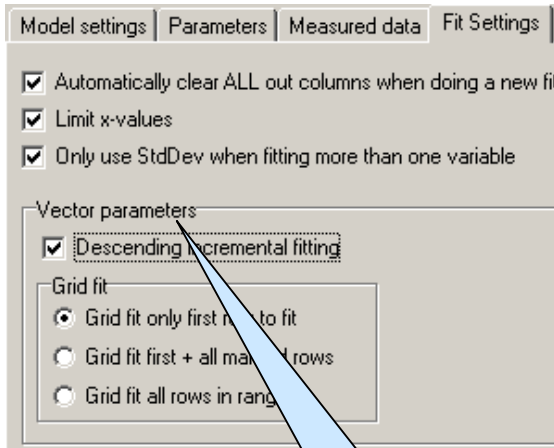 Model settings Parameters Measured data Fit Settings
Automatically clear ALL out columns when doing a new fit
Limit x-values
Only use StdDev when fitting more than one variable
Vector parameters
Descending incremental fitting
Grid fit
Grid fit only first to fit
Grid fit first + all rows
Grid fit all rows in